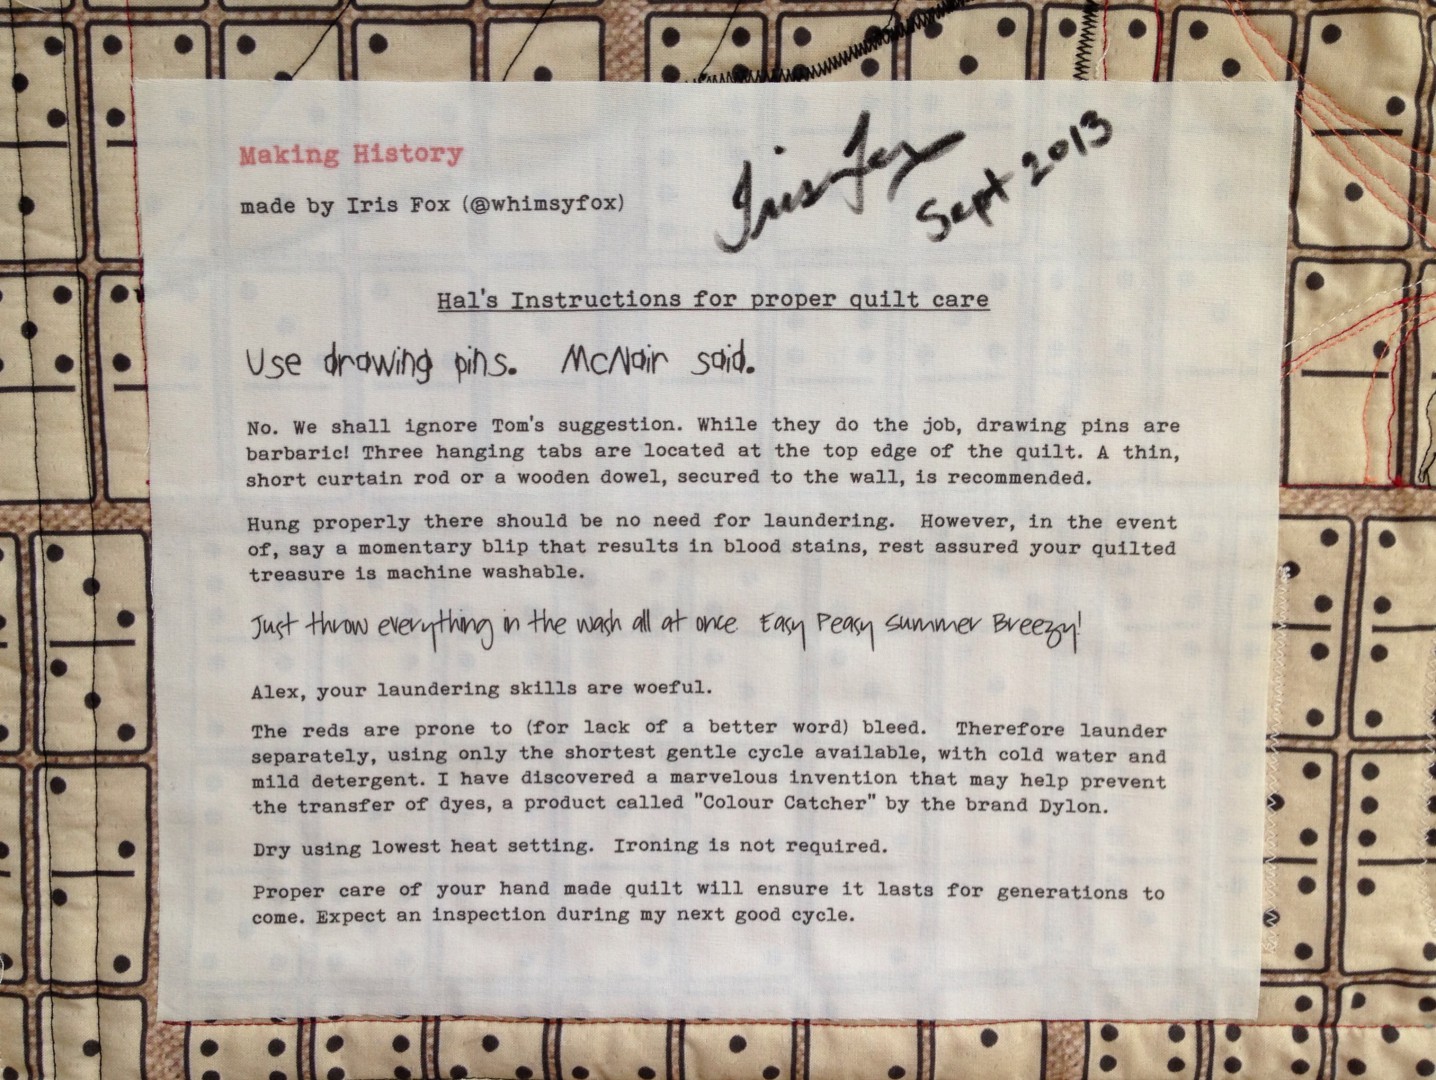 Making History
made by Iris Fox (@whimsyfox)
Iris Fox
Sept 2013
Hal's Instructions for proper quilt care
Use drawing pins. McNair said.
No. We shall ignore Tom's suggestion. While they do the job, drawing pins are
barbaric! Three hanging tabs are located at the top edge of the quilt. A thin,
short curtain rod or a wooden dowel, secured to the wall, is recommended.
Hung properly there should be no need for laundering. However, in the event
of, say a momentary blip that results in blood stains, rest assured your quilted
treasure is machine washable.
Just throw everything in the wash all at once Easy Peasy Summer Breezy!
Alex, your laundering skills are woeful.
The reds are prone to (for lack of a better word) bleed. Therefore launder
separately, using only the shortest gentle cycle available, with cold water and
mild detergent. I have discovered a marvelous invention that may help prevent
the transfer of dyes, a product called "Colour Catcher" by the brand Dylon.
Dry using lowest heat setting. Ironing is not required.
Proper care of your hand made quilt will ensure it lasts for generations to
come. Expect an inspection during my next good cycle.